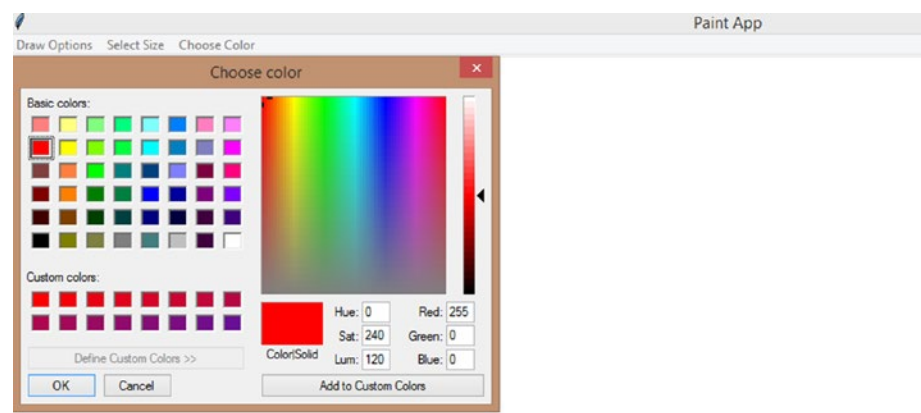 Paint App
Draw Options Select Size Choose Color
Choose color
Basic colors:
Custom colors:
Define Custom Colors >>
OK Cancel
Color|Solid
Hue: 0 Red: 255
Sat: 240 Green: 0
Lum: 120 Blue: 0
Add to Custom Colors